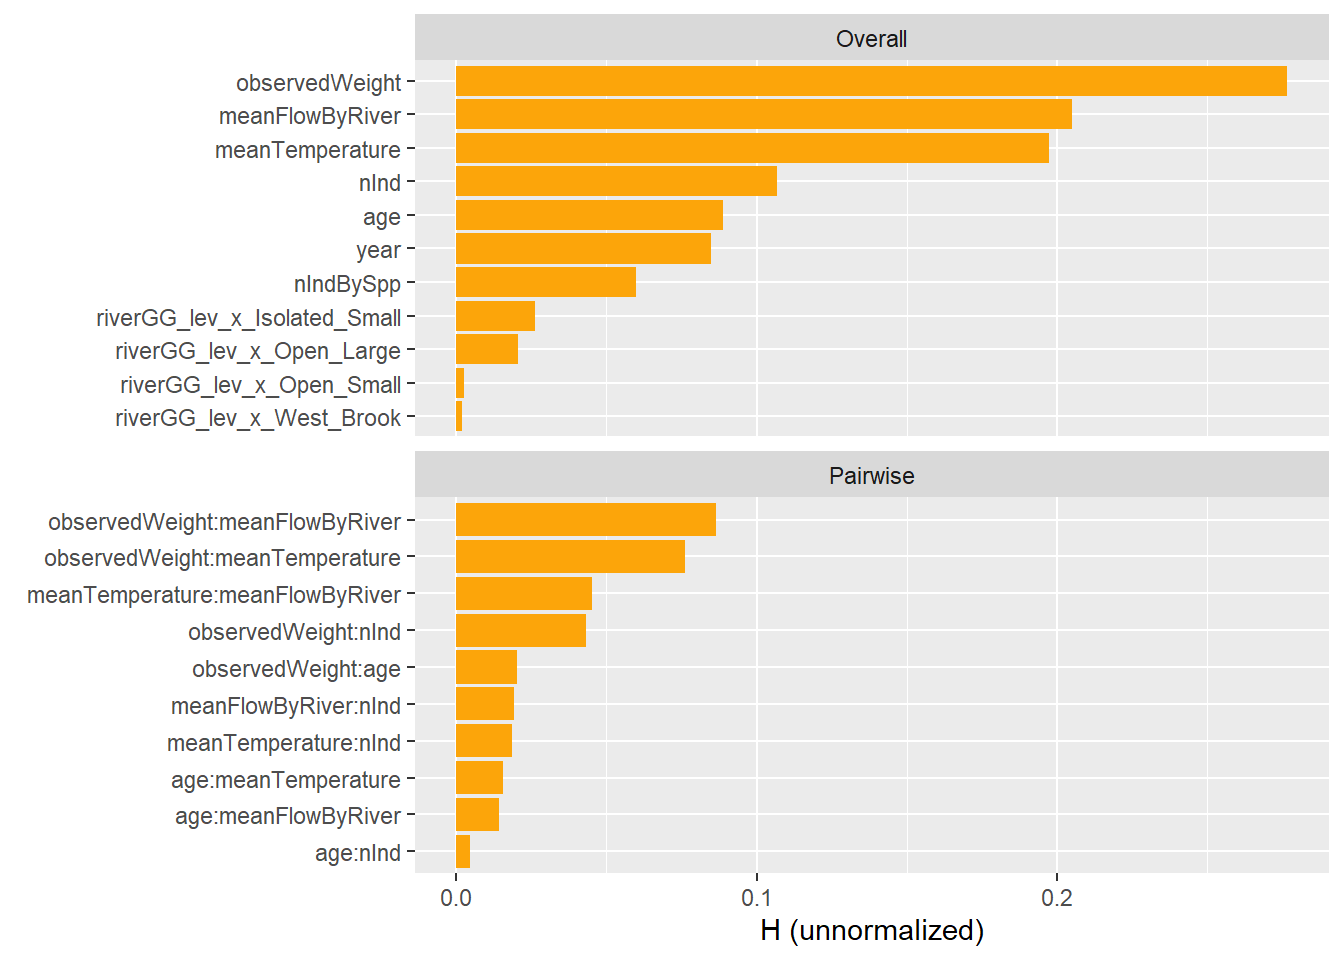 Overall
observedWeight
meanFlowByRiver
meanTemperature
nInd
age
year
nIndBySpp
riverGG_lev_x_Isolated_Small
riverGG_lev_x_Open_Large
riverGG_lev_x_Open_Small
riverGG_lev_x_West_Brook
Pairwise
observedWeight:meanFlowByRiver
observedWeight:meanTemperature
meanTemperature:meanFlowByRiver
observedWeight:nInd
observedWeight:age
meanFlowByRiver:nInd
meanTemperature:nInd
age:meanTemperature
age:meanFlowByRiver
age:nInd
0.0 0.1 0.2
H (unnormalized)